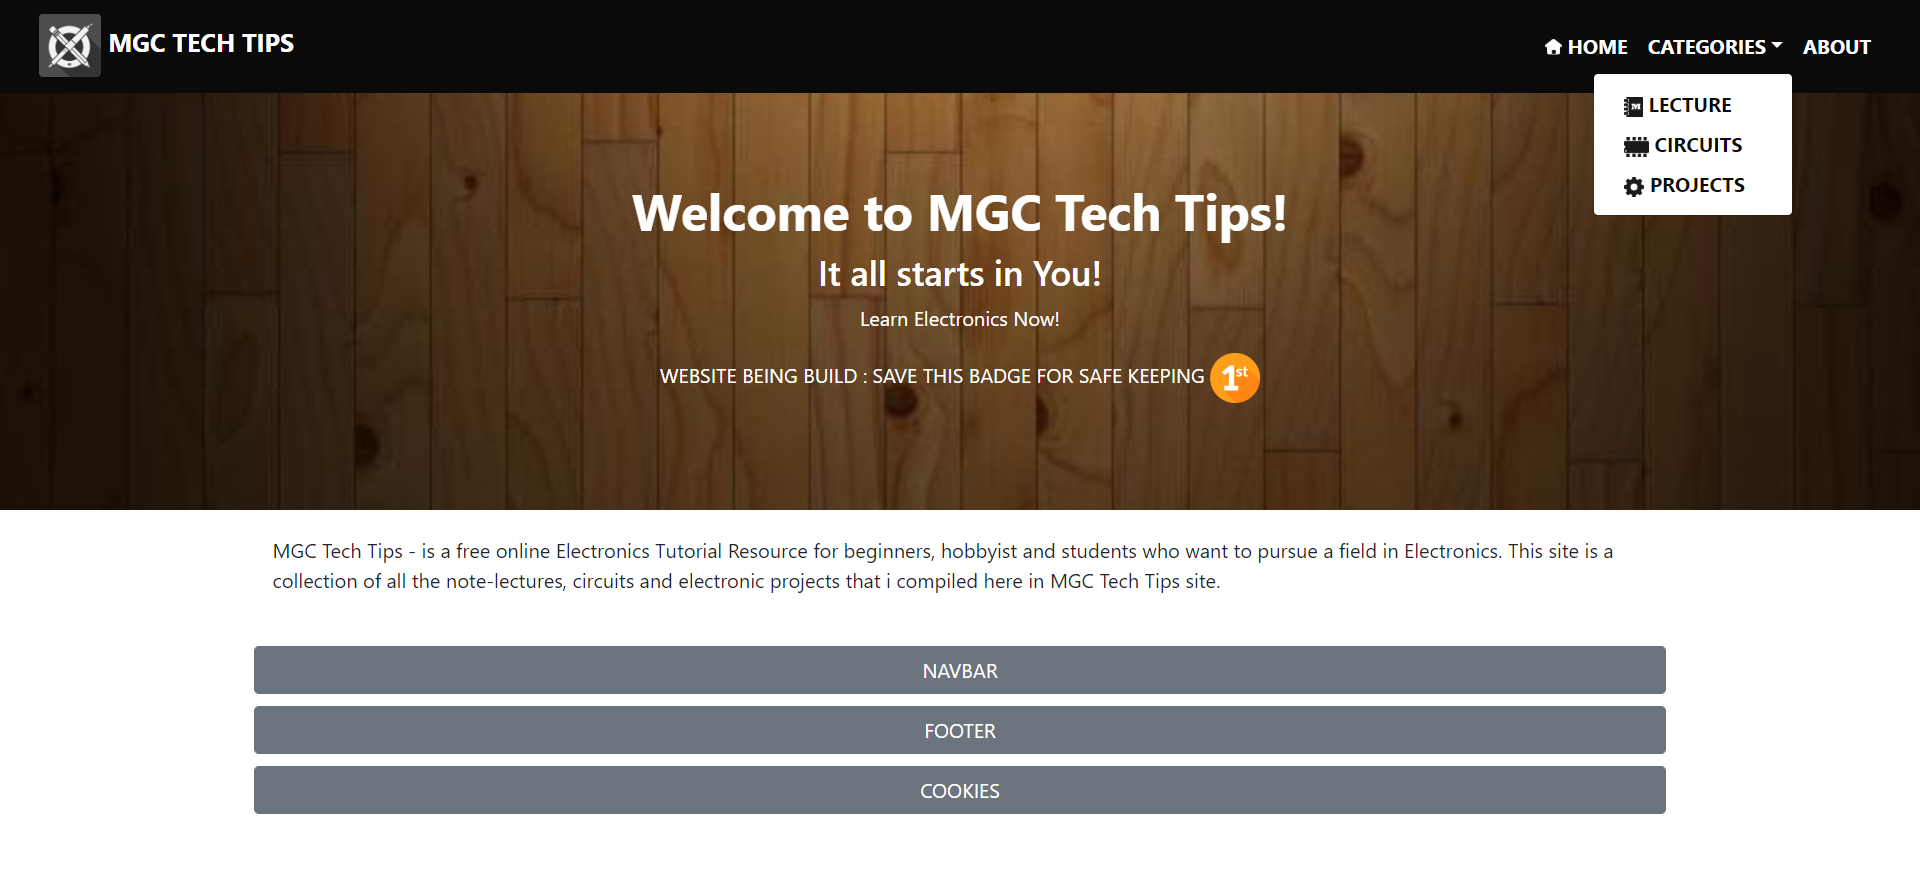 MGC TECH TIPS
HOME CATEGORIES ABOUT
LECTURE
CIRCUITS
PROJECTS
Welcome to MGC Tech Tips!
It all starts in You!
Learn Electronics Now!
WEBSITE BEING BUILD : SAVE THIS BADGE FOR SAFE KEEPING 1st
MGC Tech Tips - is a free online Electronics Tutorial Resource for beginners, hobbyist and students who want to pursue a field in Electronics. This site is a
collection of all the note-lectures, circuits and electronic projects that i compiled here in MGC Tech Tips site.
NAVBAR
FOOTER
COOKIES